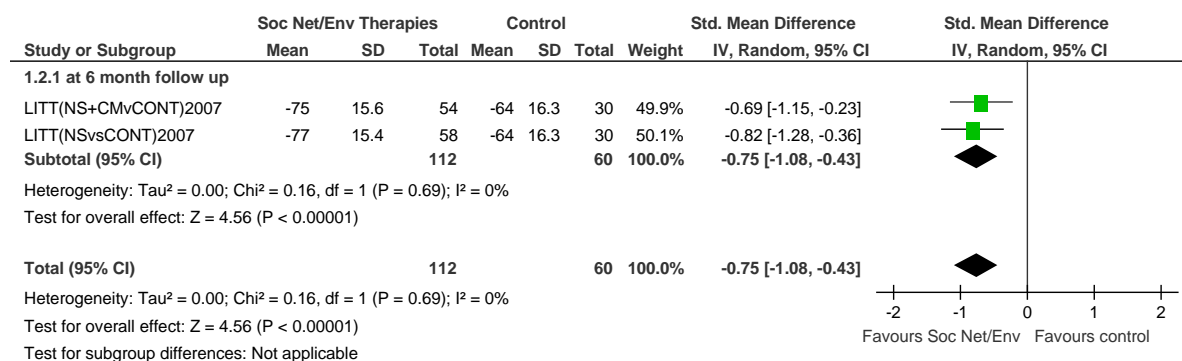 Soc Net/Env Therapies Control Std. Mean Difference Std. Mean Difference
Study or Subgroup Mean SD Total Mean SD Total Weight IV, Random, 95% CI IV, Random, 95% CI
1.2.1 at 6 month follow up
LITT(NS+CMvCONT)2007 -75 15.6 54 -64 16.3 30 49.9% -0.69 [-1.15, -0.23]
LITT(NSvsCONT)2007 -77 15.4 58 -64 16.3 30 50.1% -0.82 [-1.28, -0.36]
Subtotal (95% CI) 112 60 100.0% -0.75 [-1.08, -0.43]
Heterogeneity: Tau² = 0.00; Chi² = 0.16, df = 1 (P = 0.69); I² = 0%
Test for overall effect: Z = 4.56 (P < 0.00001)
Total (95% CI) 112 60 100.0% -0.75 [-1.08, -0.43]
Heterogeneity: Tau² = 0.00; Chi² = 0.16, df = 1 (P = 0.69); I² = 0%
Test for overall effect: Z = 4.56 (P < 0.00001)
Test for subgroup differences: Not applicable
-2 -1 0 1 2
Favours Soc Net/Env Favours control